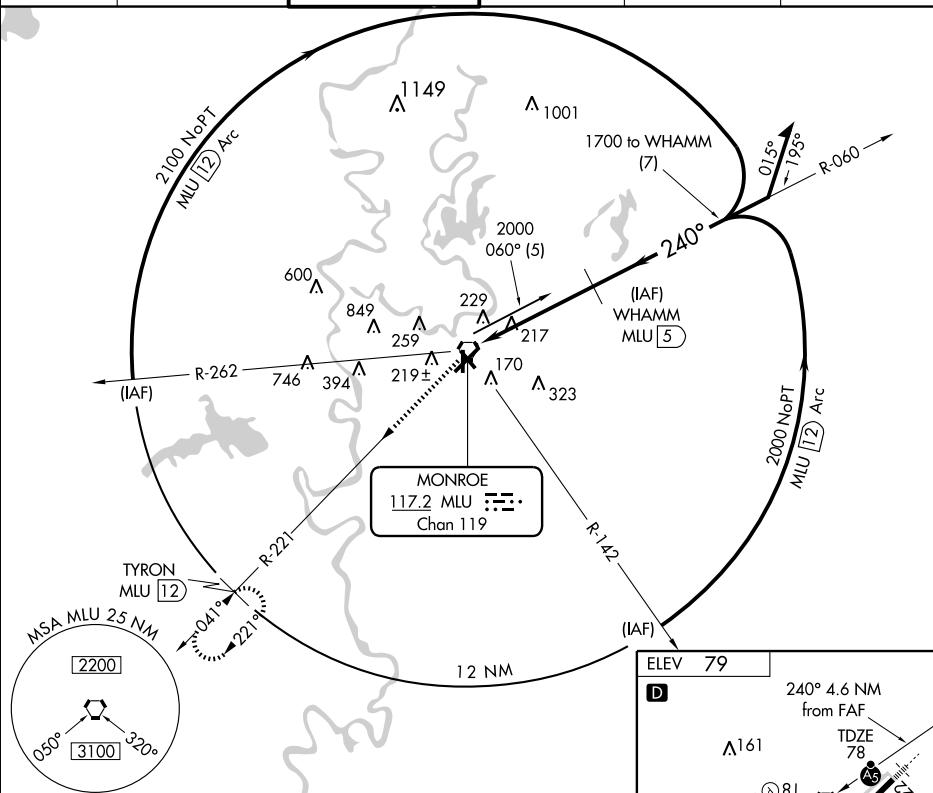 1149
1001
2100 NoPT
MLU 12 Arc
1700 to WHAMM
(7)
015°
195°
R-060
240°
2000
060° (5)
(IAF)
WHAMM
MLU 5
600
849
259
229
217
746
394
219±
170
323
R-262
(IAF)
2000 NoPT
MLU 12 Arc
MONROE
117.2 MLU
Chan 119
R-221
R-142
TYRON
MLU 12
041°
221°
(IAF)
12 NM
MSA MLU 25 NM
2200
050°
3100
320°
ELEV 79
D
240° 4.6 NM
from FAF
TDZE
78
161
A5
81
22